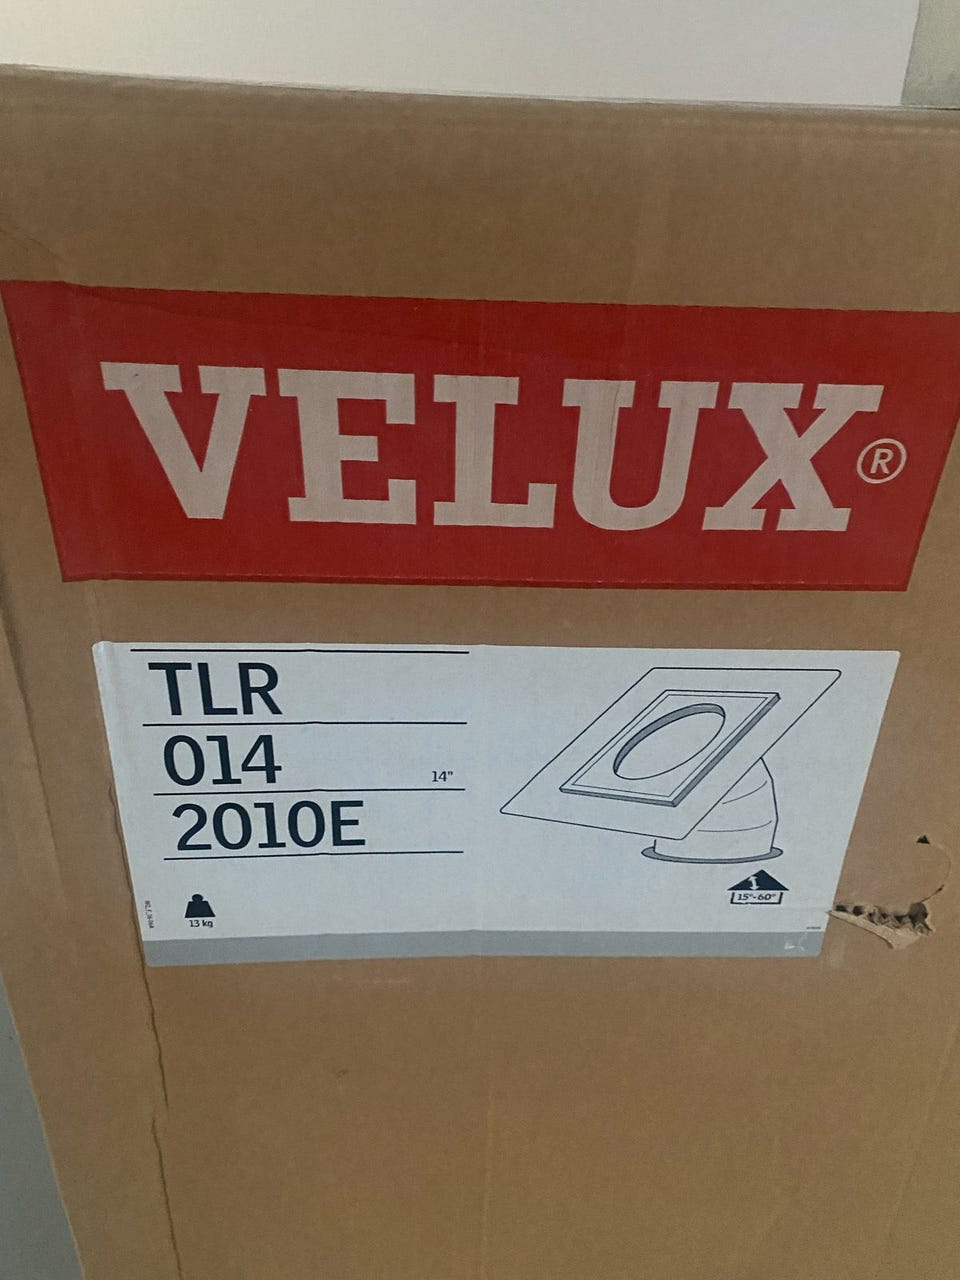 VELUX®
TLR
014 14"
2010E
13 kg
15°-60°